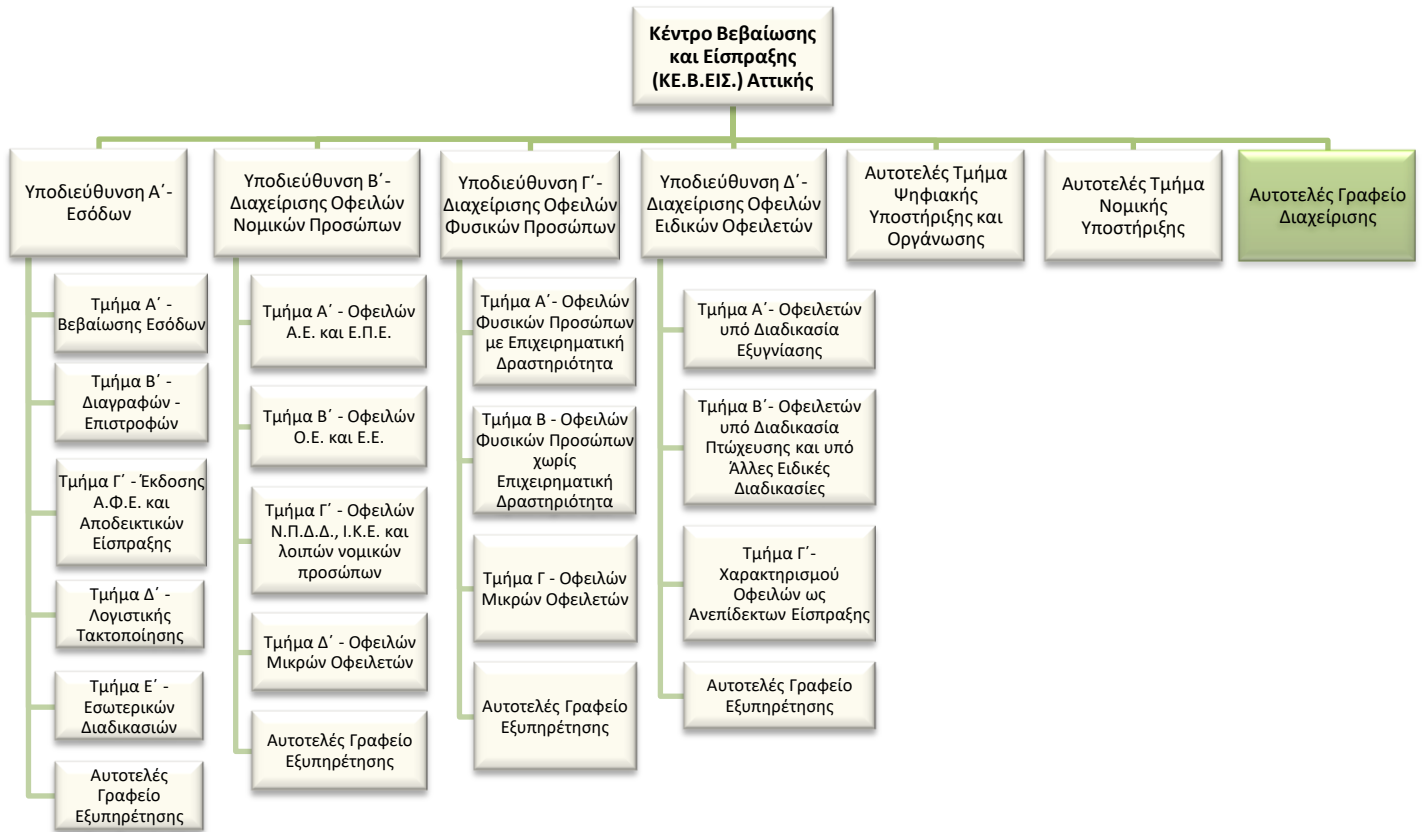 Κέντρο Βεβαίωσης
και Είσπραξης
(ΚΕ.Β.ΕΙΣ.) Αττικής
Υποδιεύθυνση Α΄-
Εσόδων
Τμήμα Α΄ -
Βεβαίωσης Εσόδων
Τμήμα Β΄ -
Διαγραφών -
Επιστροφών
Τμήμα Γ΄ - Έκδοσης
Α.Φ.Ε. και
Αποδεικτικών
Είσπραξης
Τμήμα Δ΄ -
Λογιστικής
Τακτοποίησης
Τμήμα Ε΄ -
Εσωτερικών
Διαδικασιών
Αυτοτελές
Γραφείο
Εξυπηρέτησης
Υποδιεύθυνση Β΄-
Διαχείρισης Οφειλών
Νομικών Προσώπων
Τμήμα Α΄ - Οφειλών
Α.Ε. και Ε.Π.Ε.
Τμήμα Β΄ - Οφειλών
Ο.Ε. και Ε.Ε.
Τμήμα Γ΄ - Οφειλών
Ν.Π.Δ.Δ., Ι.Κ.Ε. και
λοιπών νομικών
προσώπων
Τμήμα Δ΄ - Οφειλών
Μικρών Οφειλετών
Αυτοτελές Γραφείο
Εξυπηρέτησης
Υποδιεύθυνση Γ΄-
Διαχείρισης Οφειλών
Φυσικών Προσώπων
Τμήμα Α΄- Οφειλών
Φυσικών Προσώπων
με Επιχειρηματική
Δραστηριότητα
Τμήμα Β - Οφειλών
Φυσικών Προσώπων
χωρίς
Επιχειρηματική
Δραστηριότητα
Τμήμα Γ - Οφειλών
Μικρών Οφειλετών
Αυτοτελές Γραφείο
Εξυπηρέτησης
Υποδιεύθυνση Δ΄-
Διαχείρισης Οφειλών
Ειδικών Οφειλετών
Τμήμα Α΄- Οφειλετών
υπό Διαδικασία
Εξυγνίασης
Τμήμα Β΄- Οφειλετών
υπό Διαδικασία
Πτώχευσης και υπό
Άλλες Ειδικές
Διαδικασίες
Τμήμα Γ΄-
Χαρακτηρισμού
Οφειλών ως
Ανεπίδεκτων Είσπραξης
Αυτοτελές Γραφείο
Εξυπηρέτησης
Αυτοτελές Τμήμα
Ψηφιακής
Υποστήριξης και
Οργάνωσης
Αυτοτελές Τμήμα
Νομικής
Υποστήριξης
Αυτοτελές Γραφείο
Διαχείρισης